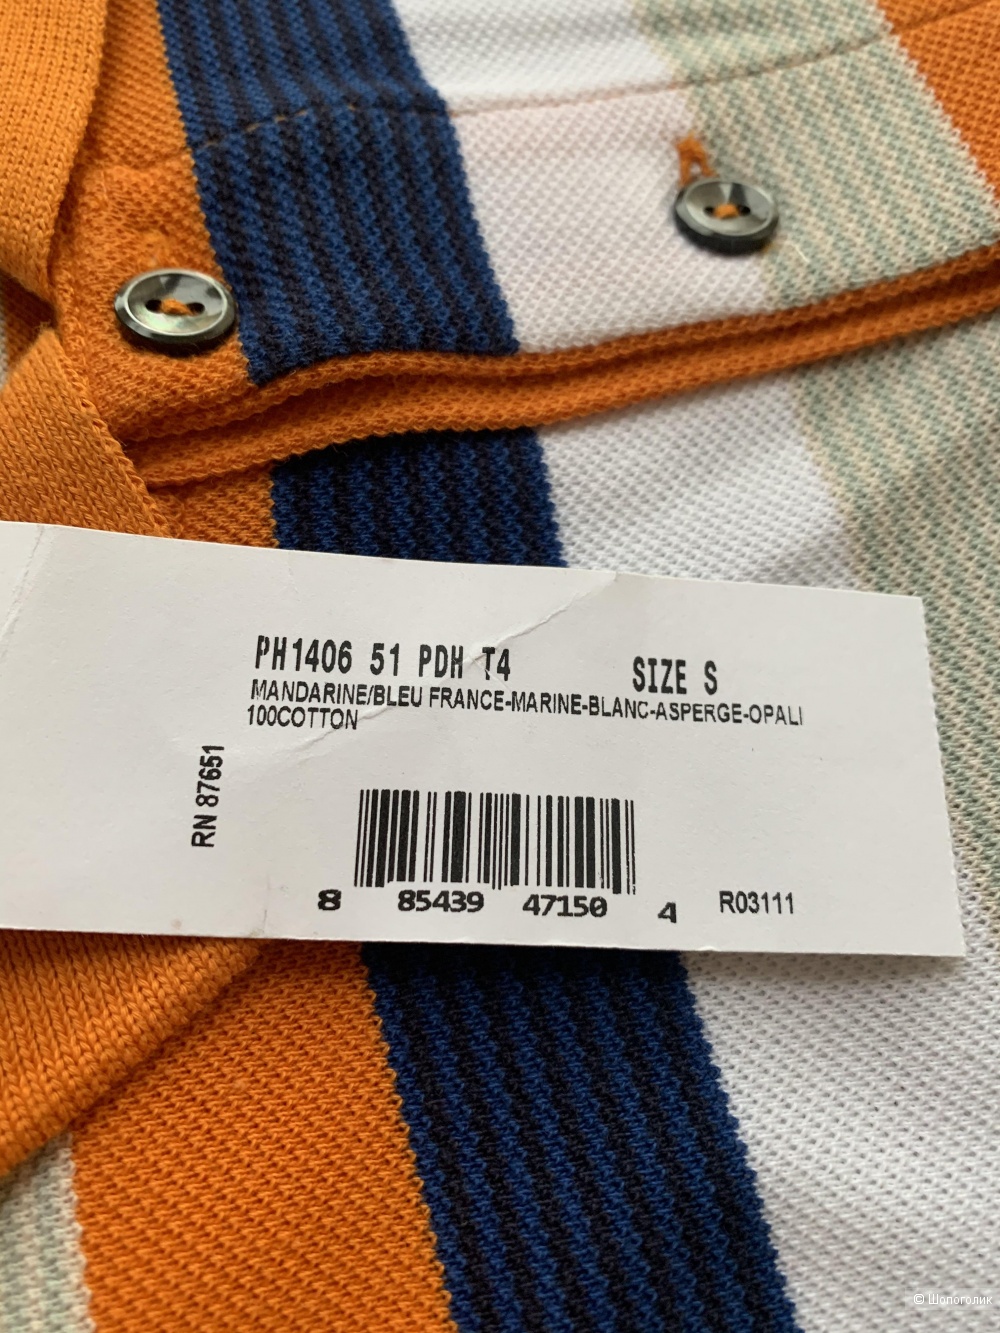 PH1406 51 PDH T4 SIZE S
MANDARINE/BLEU FRANCE-MARINE-BLANC-ASPERGE-OPALI
100COTTON
RN 87651
8 85439 47150 4 R03111
© Шопоголик